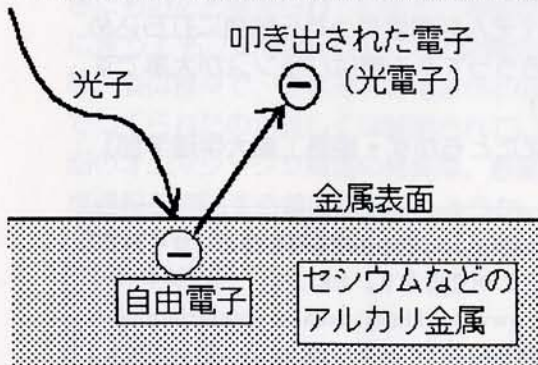 叩き出された電子
(光電子)
光子
金属表面
自由電子
セシウムなどの
アルカリ金属